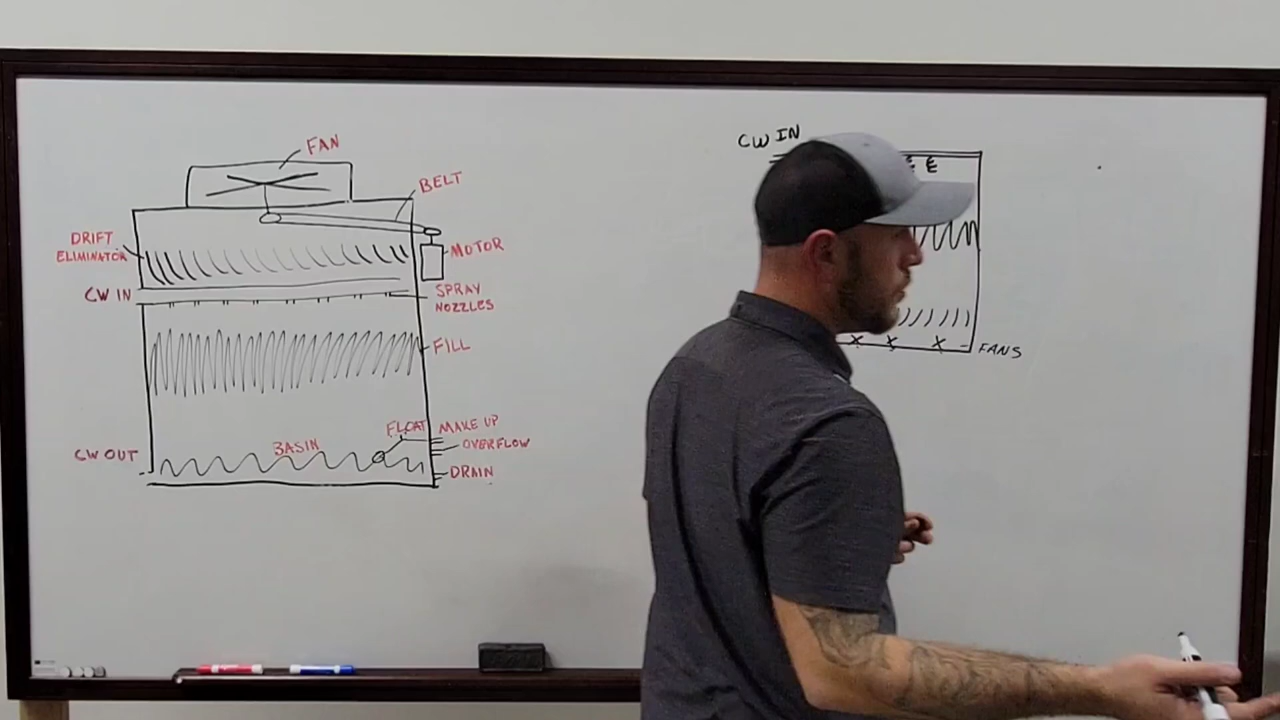 FAN
BELT
DRIFT
ELIMINATOR
MOTOR
CW IN
SPRAY
NOZZLES
FILL
FLOAT
MAKE UP
BASIN
OVERFLOW
CW OUT
DRAIN
CW IN
FANS